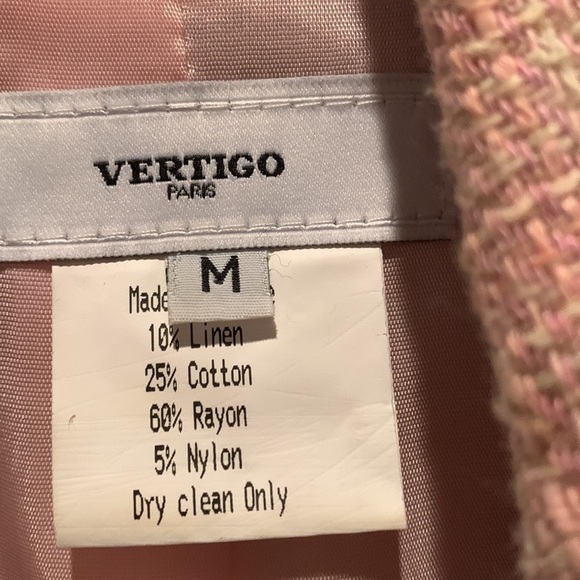 VERTIGO
PARIS
M
Made
10% Linen
25% Cotton
60% Rayon
5% Nylon
Dry clean Only